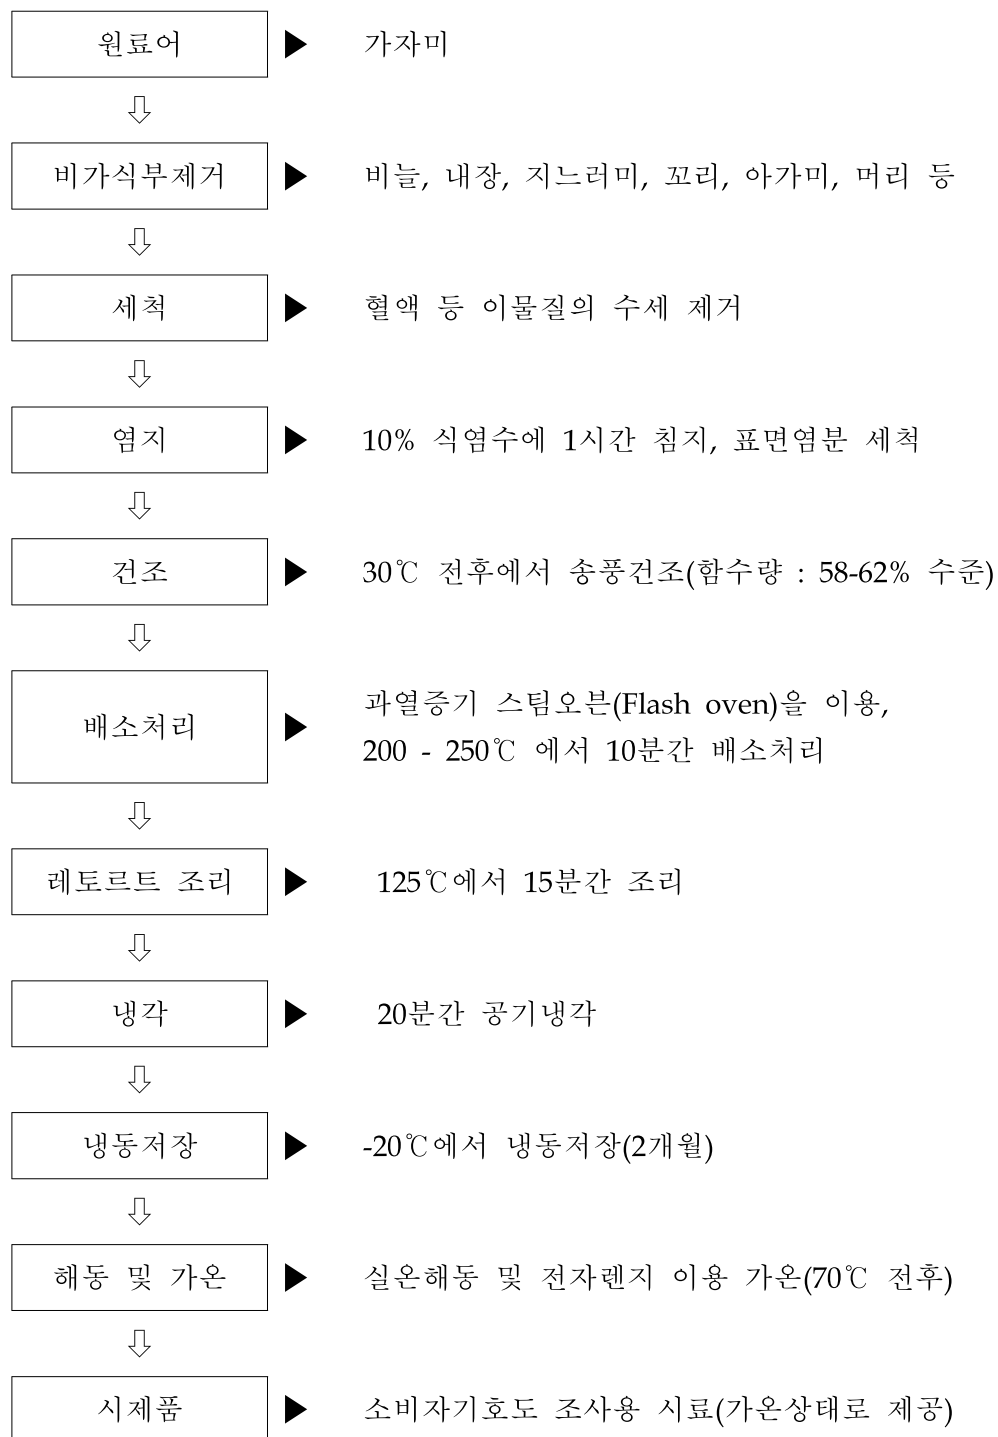 원료어 ▶ 가자미
⇩
비가식부제거 ▶ 비늘, 내장, 지느러미, 꼬리, 아가미, 머리 등
⇩
세척 ▶ 혈액 등 이물질의 수세 제거
⇩
염지 ▶ 10% 식염수에 1시간 침지, 표면염분 세척
⇩
건조 ▶ 30℃ 전후에서 송풍건조(함수량 : 58-62% 수준)
⇩
배소처리 ▶ 과열증기 스팀오븐(Flash oven)을 이용,
200 - 250℃ 에서 10분간 배소처리
⇩
레토르트 조리 ▶ 125℃에서 15분간 조리
⇩
냉각 ▶ 20분간 공기냉각
⇩
냉동저장 ▶ -20℃에서 냉동저장(2개월)
⇩
해동 및 가온 ▶ 실온해동 및 전자렌지 이용 가온(70℃ 전후)
⇩
시제품 ▶ 소비자기호도 조사용 시료(가온상태로 제공)